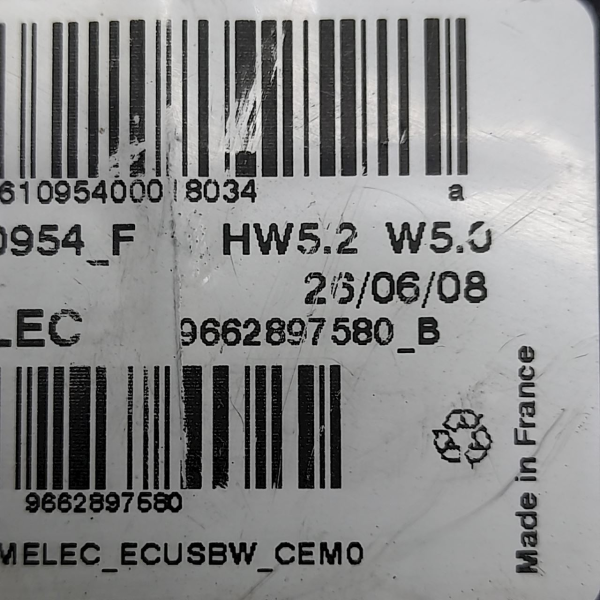 610954000 8034 a
0954_F HW5.2 W5.0
26/06/08
LEC 9662897580_B
9662897580
MELEC_ECUSBW_CEM0
Made in France